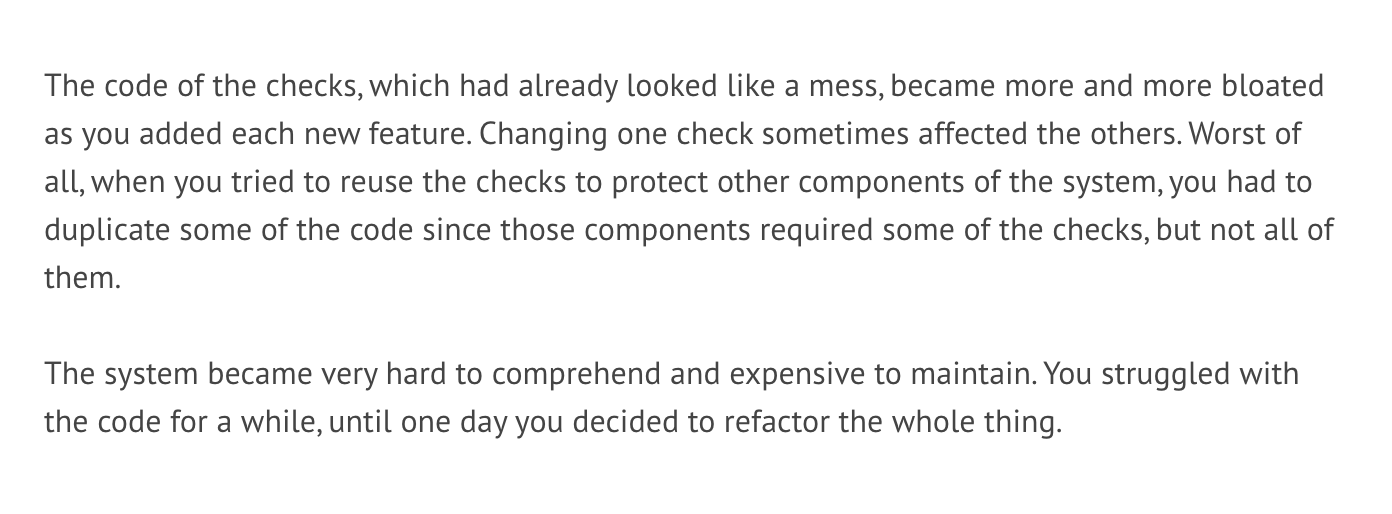 The code of the checks, which had already looked like a mess, became more and more bloated
as you added each new feature. Changing one check sometimes affected the others. Worst of
all, when you tried to reuse the checks to protect other components of the system, you had to
duplicate some of the code since those components required some of the checks, but not all of
them.
The system became very hard to comprehend and expensive to maintain. You struggled with
the code for a while, until one day you decided to refactor the whole thing.